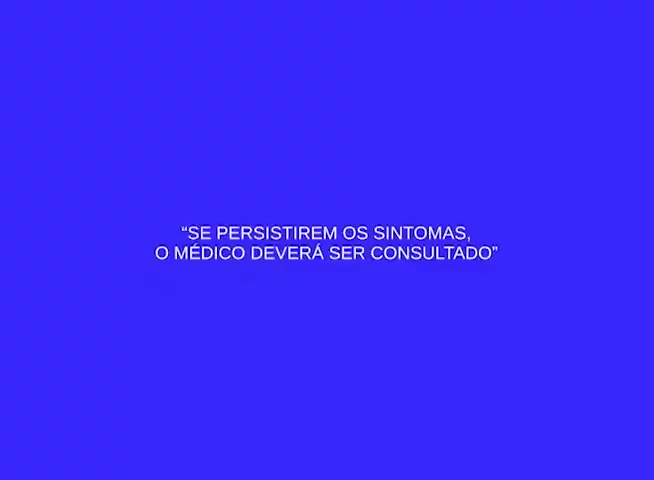 “SE PERSISTIREM OS SINTOMAS,
O MÉDICO DEVERÁ SER CONSULTADO”